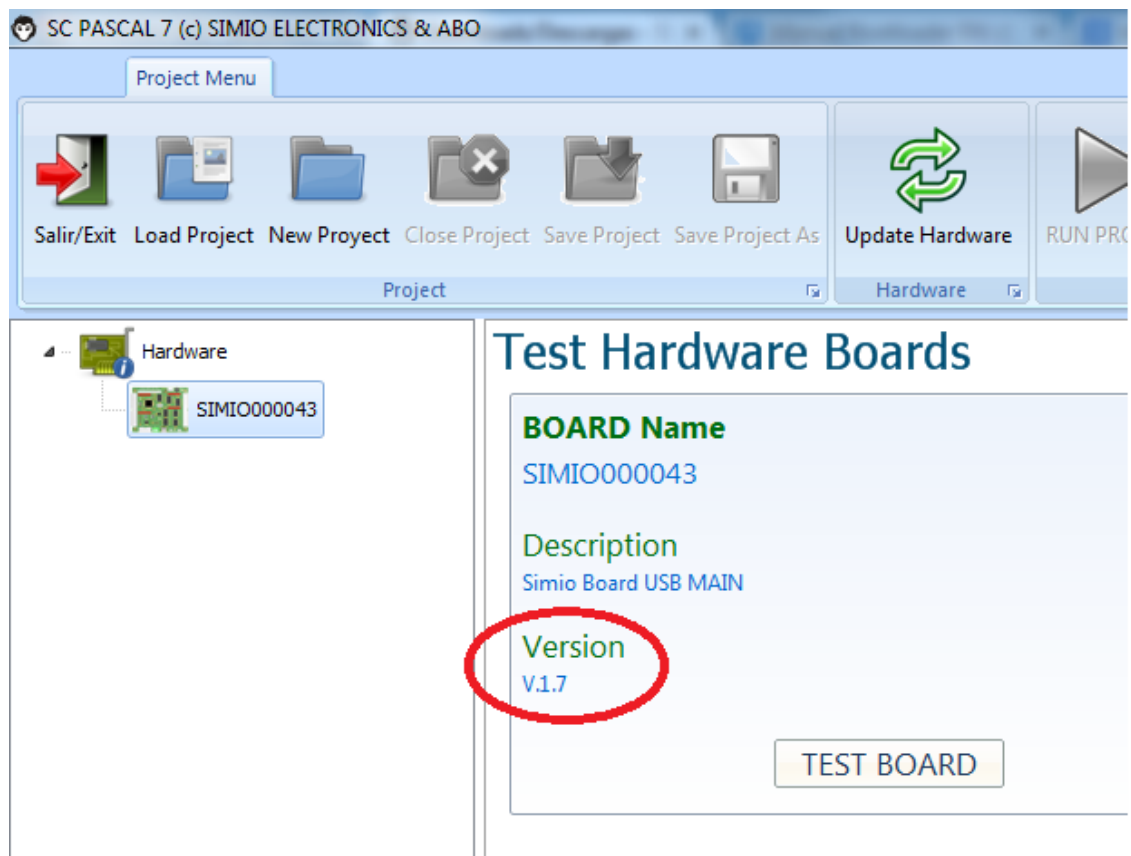 SC PASCAL 7 (c) SIMIO ELECTRONICS & ABO
Project Menu
Salir/Exit Load Project New Proyect Close Project Save Project Save Project As Update Hardware RUN
Project Hardware
Hardware
SIMIO000043
Test Hardware Boards
BOARD Name
SIMIO000043
Description
Simio Board USB MAIN
Version
V.1.7
TEST BOARD